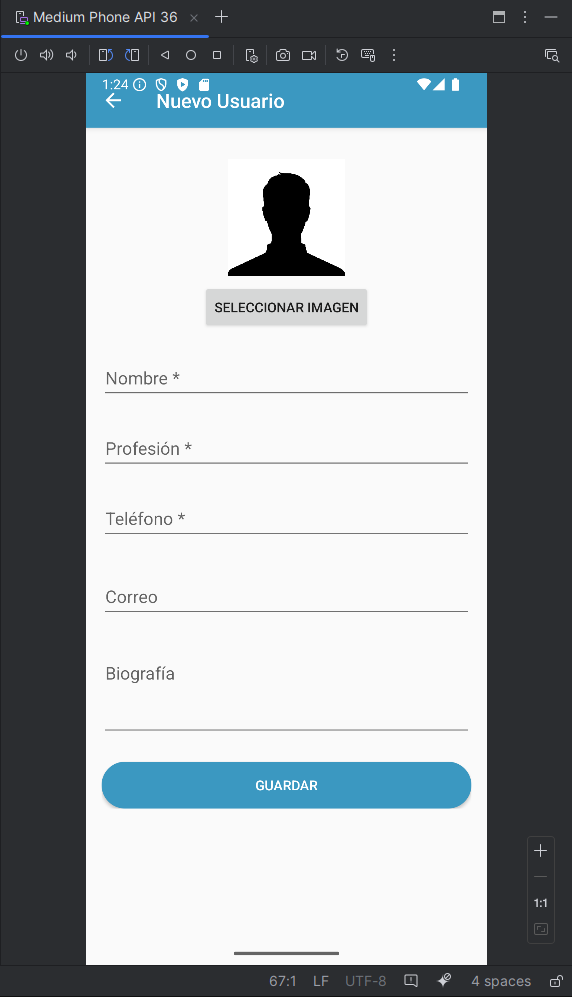 Medium Phone API 36
1:24
Nuevo Usuario
SELECCIONAR IMAGEN
Nombre *
Profesión *
Teléfono *
Correo
Biografía
GUARDAR
1:1
67:1 LF UTF-8 4 spaces